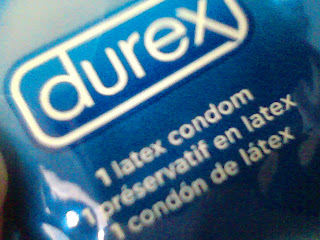 durex
1 latex condom
1 préservatif en latex
1 condón de látex